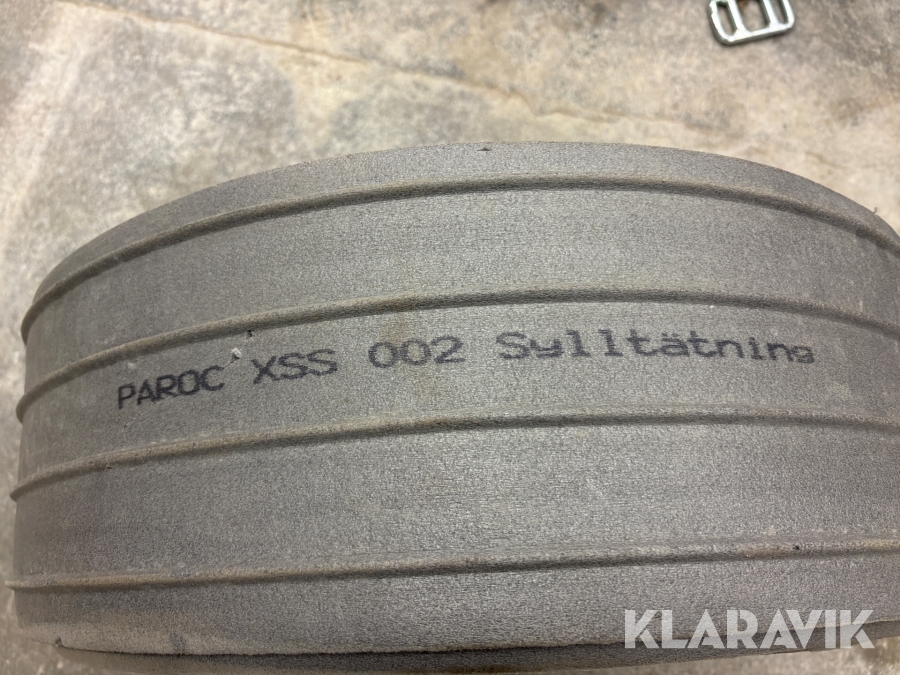 PAROC XSS 002 Sylltätning
KLARAVIK